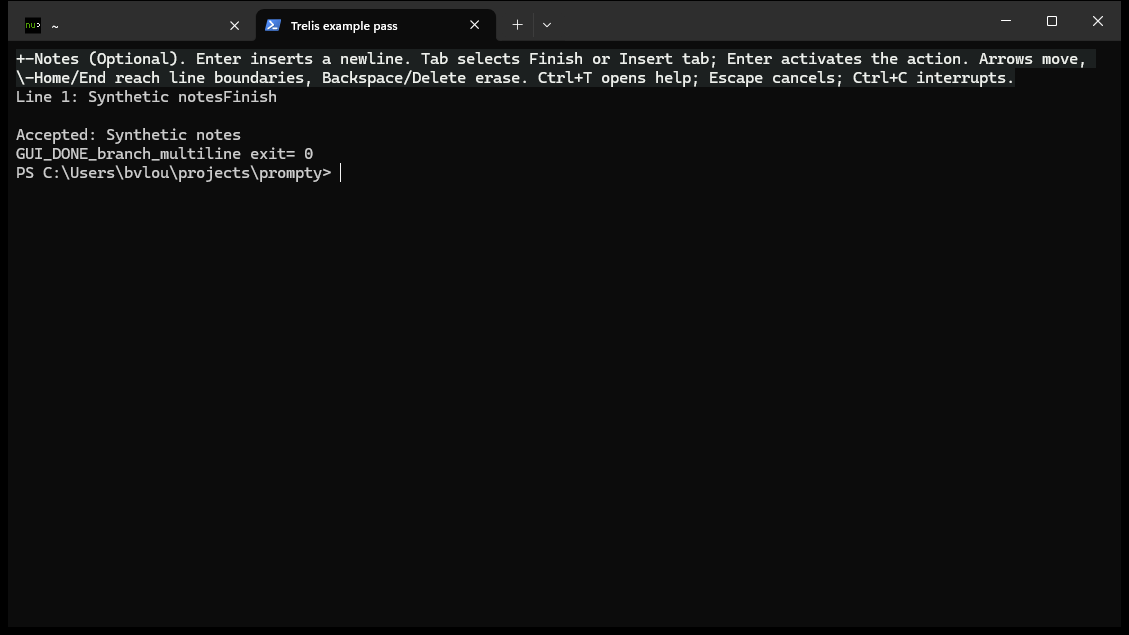 nu> ~
Trelis example pass
+-Notes (Optional). Enter inserts a newline. Tab selects Finish or Insert tab; Enter activates the action. Arrows move,
\-Home/End reach line boundaries, Backspace/Delete erase. Ctrl+T opens help; Escape cancels; Ctrl+C interrupts.
Line 1: Synthetic notesFinish
Accepted: Synthetic notes
GUI_DONE_branch_multiline exit= 0
PS C:\Users\bvlou\projects\prompty>